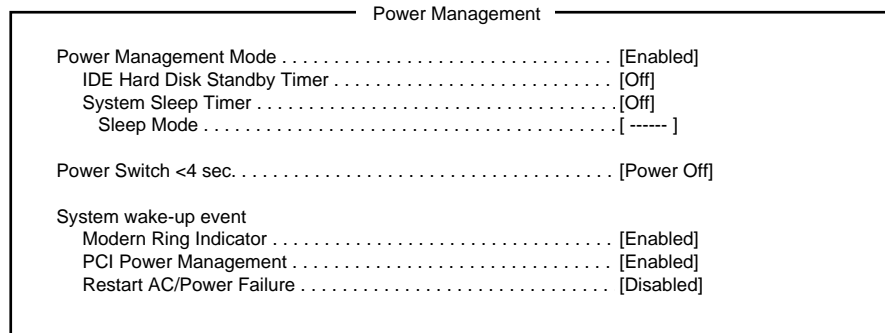 Power Management
Power Management Mode . . . . . . . . . . . . . . . . . . . . . . . . . . . . . . . . [Enabled]
IDE Hard Disk Standby Timer . . . . . . . . . . . . . . . . . . . . . . . . . . . [Off]
System Sleep Timer . . . . . . . . . . . . . . . . . . . . . . . . . . . . . . . . . . . [Off]
Sleep Mode . . . . . . . . . . . . . . . . . . . . . . . . . . . . . . . . . . . . . . . . [ ------ ]
Power Switch <4 sec. . . . . . . . . . . . . . . . . . . . . . . . . . . . . . . . . . . . . . [Power Off]
System wake-up event
Modern Ring Indicator . . . . . . . . . . . . . . . . . . . . . . . . . . . . . . . . . [Enabled]
PCI Power Management . . . . . . . . . . . . . . . . . . . . . . . . . . . . . . . [Enabled]
Restart AC/Power Failure . . . . . . . . . . . . . . . . . . . . . . . . . . . . . . [Disabled]